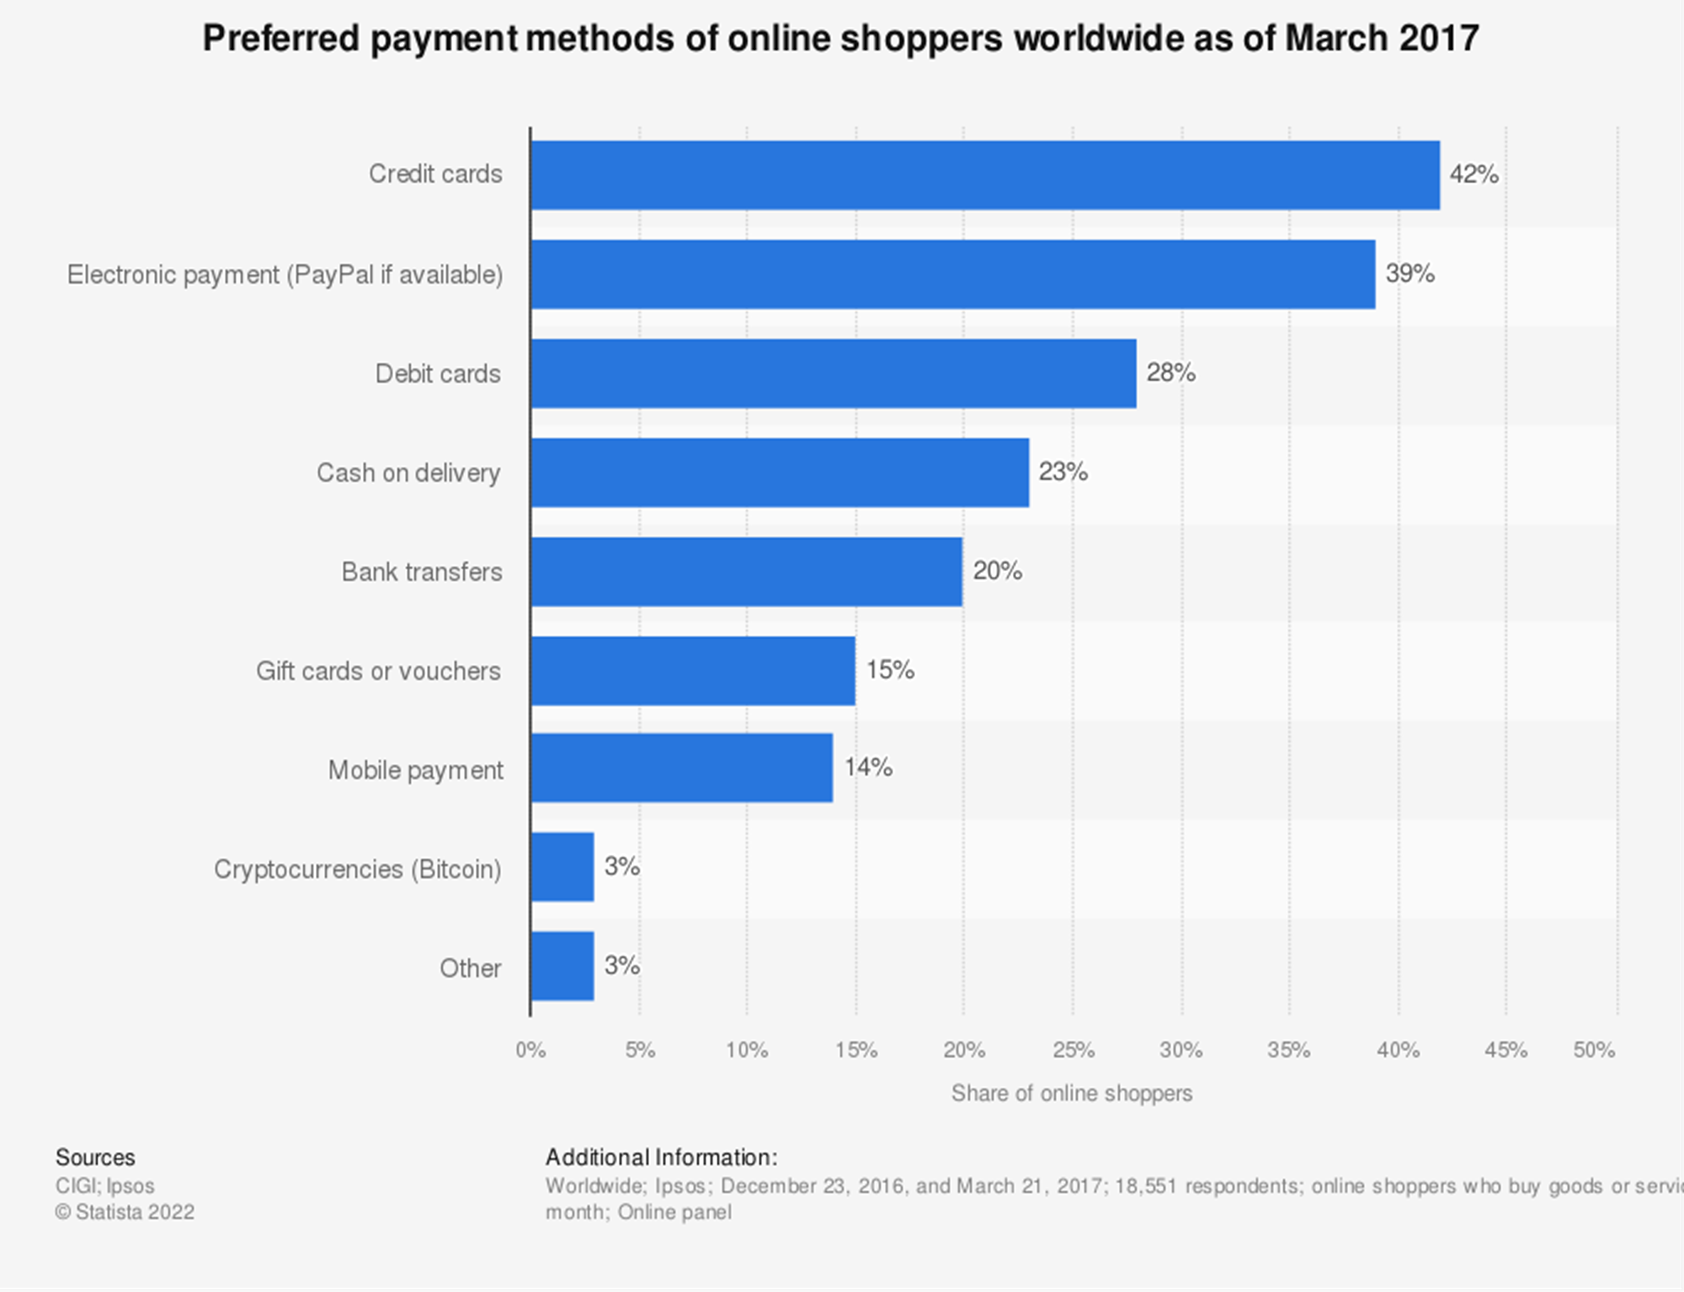 Preferred payment methods of online shoppers worldwide as of March 2017
Credit cards
42%
Electronic payment (PayPal if available)
39%
Debit cards
28%
Cash on delivery
23%
Bank transfers
20%
Gift cards or vouchers
15%
Mobile payment
14%
Cryptocurrencies (Bitcoin)
3%
Other
3%
0% 5% 10% 15% 20% 25% 30% 35% 40% 45% 50%
Share of online shoppers
Sources
CIGI; Ipsos
© Statista 2022
Additional Information:
Worldwide; Ipsos; December 23, 2016, and March 21, 2017; 18,551 respondents; online shoppers who buy goods or
month; Online panel